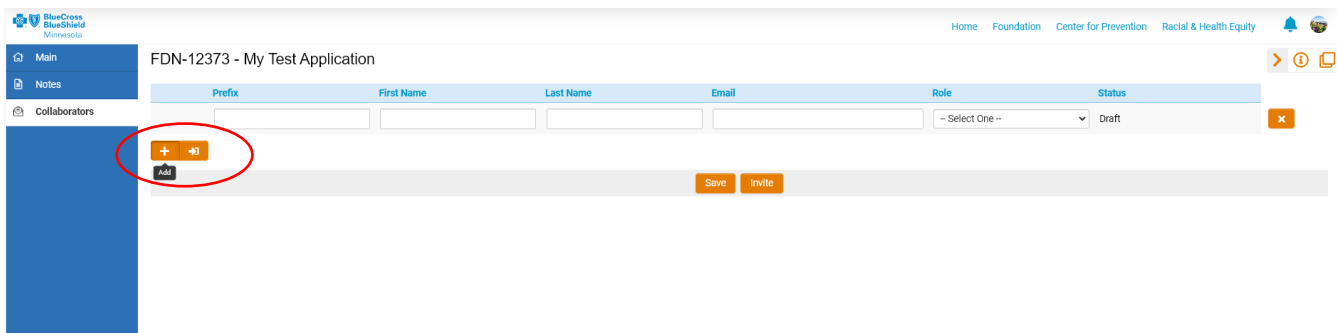 BlueCross
BlueShield
Minnesota
Home Foundation Center for Prevention Racial & Health Equity
Main
FDN-12373 - My Test Application
Notes
Prefix First Name Last Name Email Role Status
Collaborators
-- Select One -- Draft
Add
Save Invite